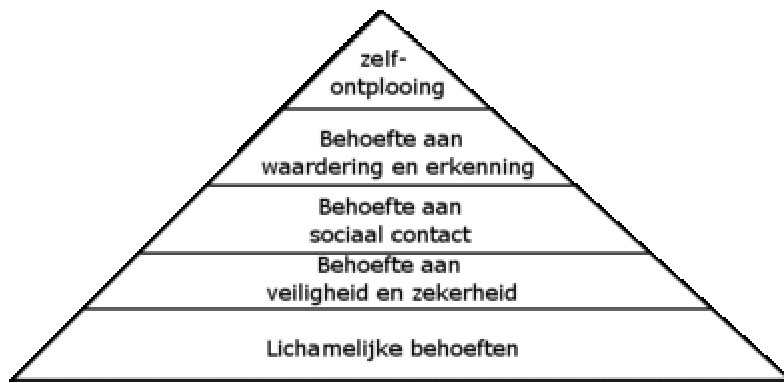 zelf-
ontplooing
Behoefte aan
waardering en erkenning
Behoefte aan
sociaal contact
Behoefte aan
veiligheid en zekerheid
Lichamelijke behoeften